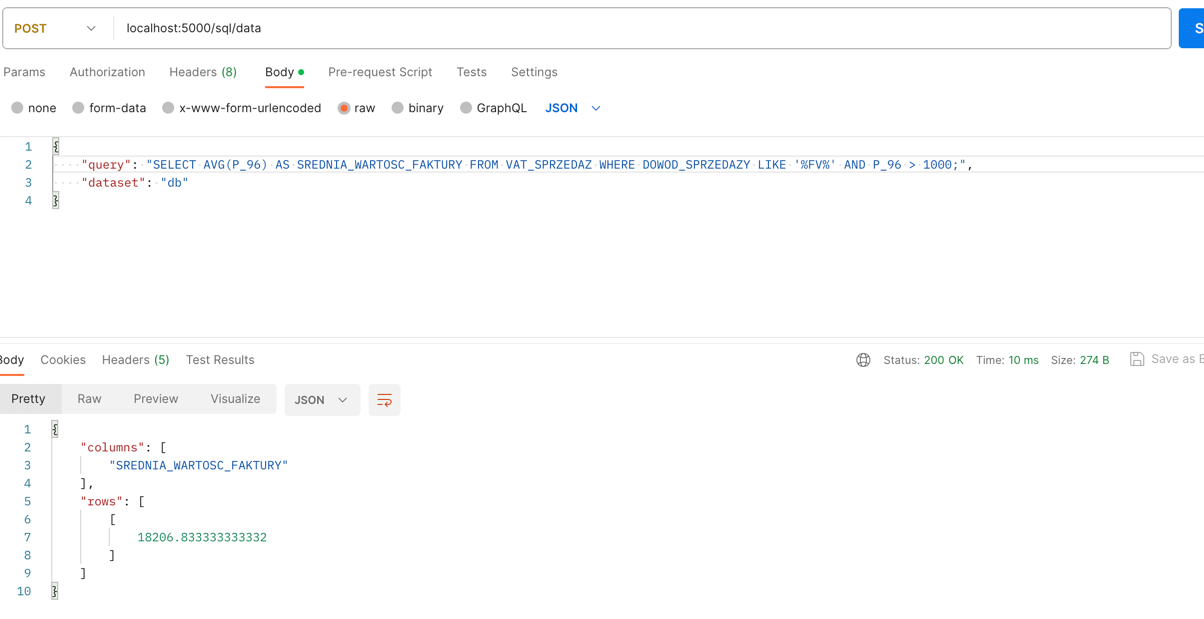 POST localhost:5000/sql/data S
Params Authorization Headers (8) Body Pre-request Script Tests Settings
none form-data x-www-form-urlencoded raw binary GraphQL JSON
1 {
2 "query": "SELECT AVG(P_96) AS SREDNIA_WARTOSC_FAKTURY FROM VAT_SPRZEDAZ WHERE DOWOD_SPRZEDAZY LIKE '%FV%' AND P_96 > 1000;",
3 "dataset": "db"
4 }
Body Cookies Headers (5) Test Results Status: 200 OK Time: 10 ms Size: 274 B Save as E
Pretty Raw Preview Visualize JSON
1 {
2 "columns": [
3 "SREDNIA_WARTOSC_FAKTURY"
4 ],
5 "rows": [
6 [
7 18206.833333333332
8 ]
9 ]
10 }